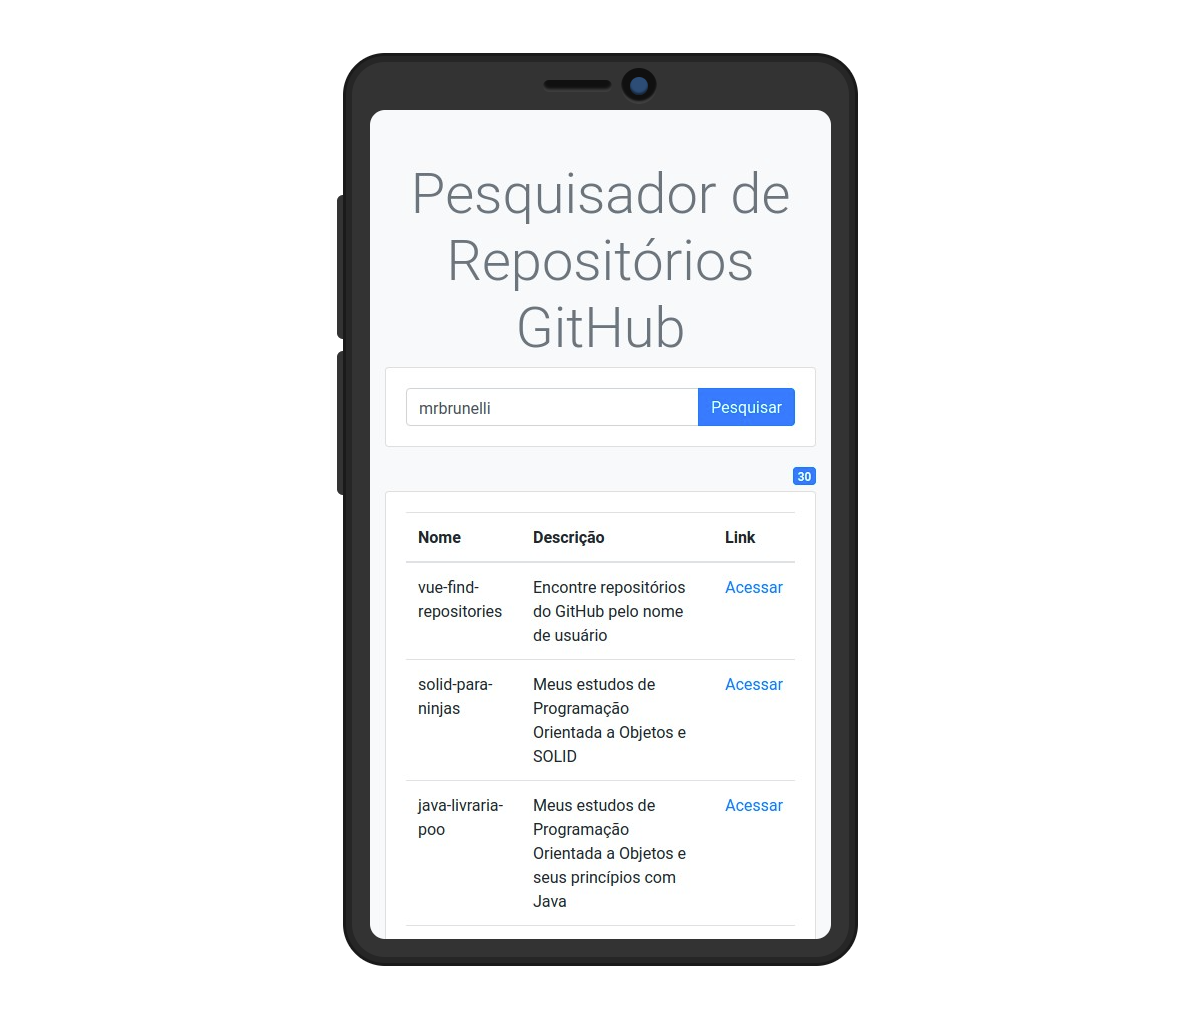 Pesquisador de
Repositórios
GitHub
mrbrunelli Pesquisar
30
Nome Descrição Link
vue-find- Encontre repositórios Acessar
repositories do GitHub pelo nome
de usuário
solid-para- Meus estudos de Acessar
ninjas Programação
Orientada a Objetos e
SOLID
java-livraria- Meus estudos de Acessar
poo Programação
Orientada a Objetos e
seus princípios com
Java